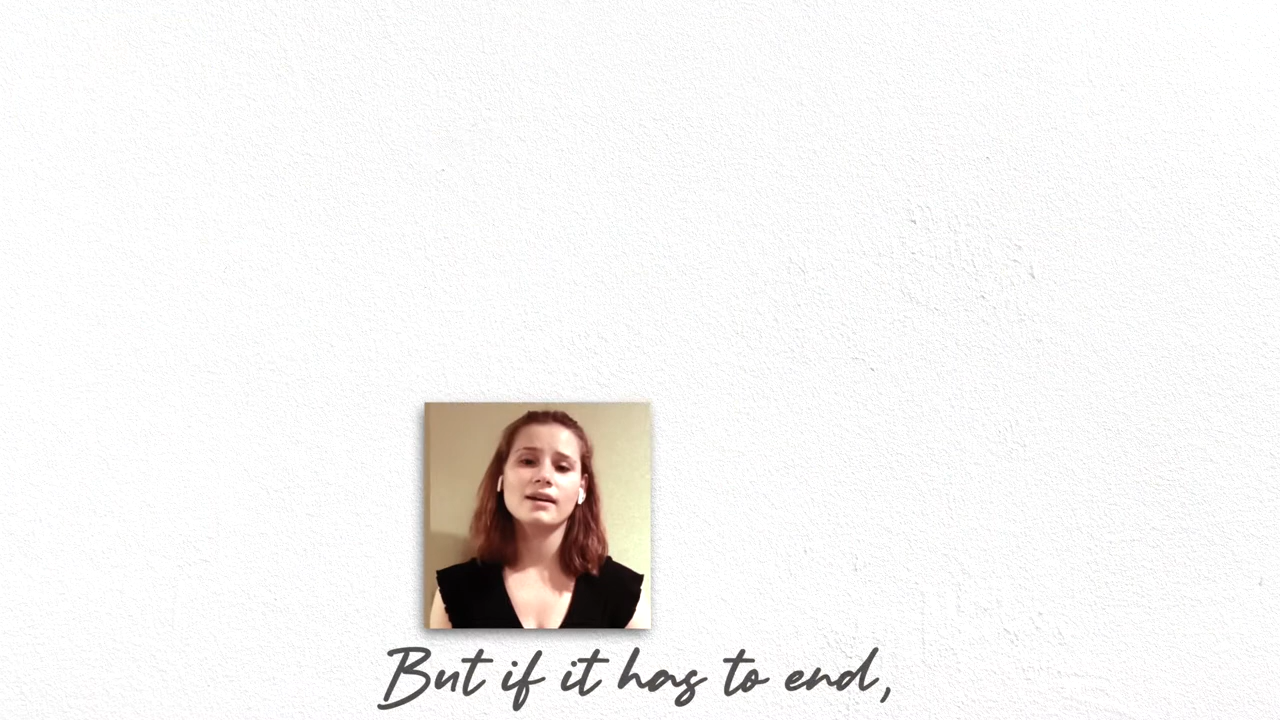 But if it has to end,